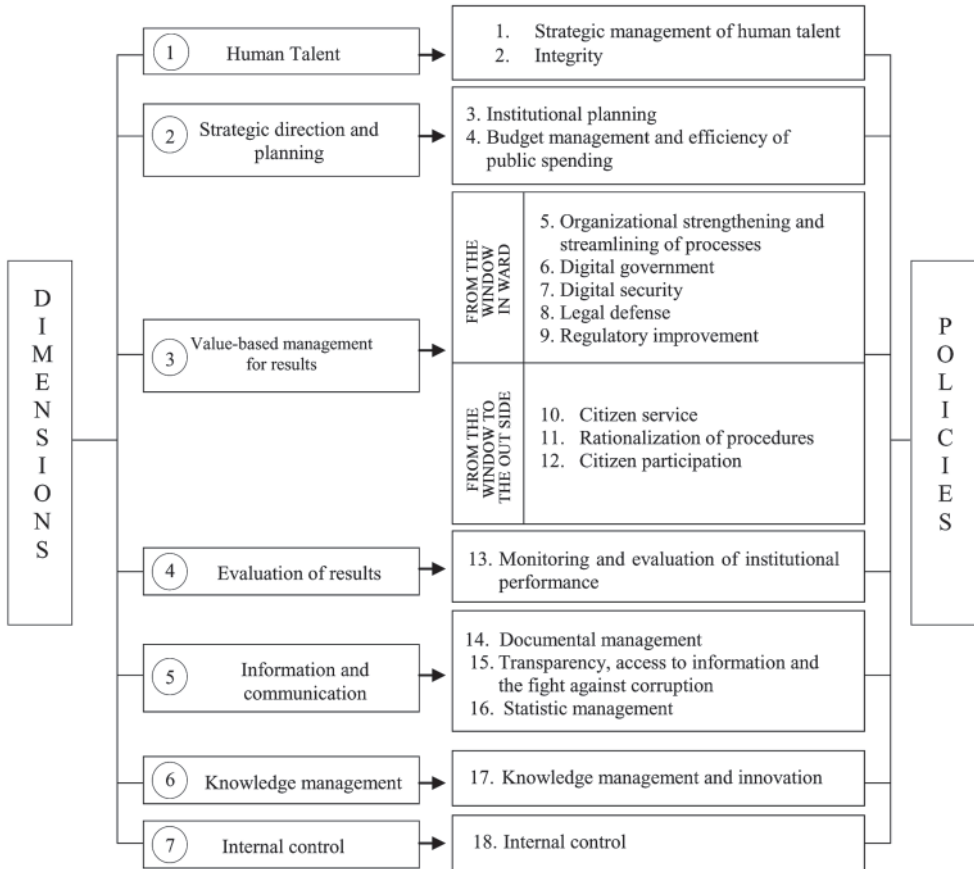 DIMENSIONS
1
Human Talent
1. Strategic management of human talent
2. Integrity
2
Strategic direction and
planning
3. Institutional planning
4. Budget management and efficiency of
public spending
3
Value-based management
for results
FROM THE
WINDOW
IN WARD
5. Organizational strengthening and
streamlining of processes
6. Digital government
7. Digital security
8. Legal defense
9. Regulatory improvement
FROM THE
WINDOW TO
THE OUT SIDE
10. Citizen service
11. Rationalization of procedures
12. Citizen participation
4
Evaluation of results
13. Monitoring and evaluation of institutional
performance
5
Information and
communication
14. Documental management
15. Transparency, access to information and
the fight against corruption
16. Statistic management
6
Knowledge management
17. Knowledge management and innovation
7
Internal control
18. Internal control
POLICIES